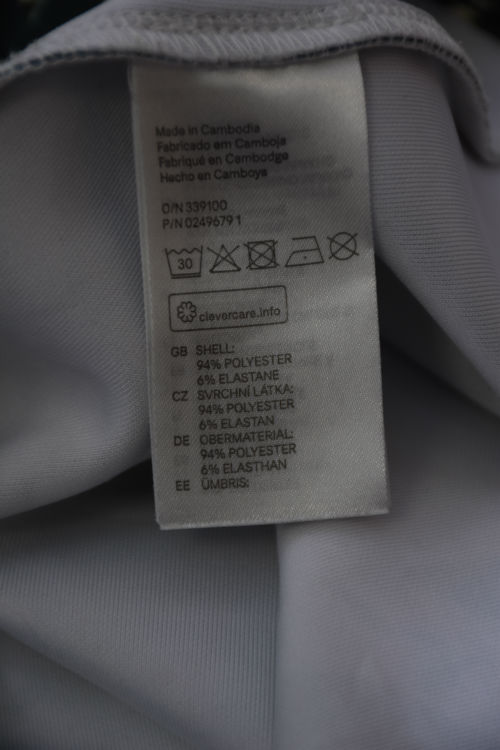 Made in Cambodia
Fabricado em Camboja
Fabriqué en Cambodge
Hecho en Camboya
O/N 339100
P/N 02496791
30
clevercare.info
GB SHELL:
94% POLYESTER
6% ELASTANE
CZ SVRCHNÍ LÁTKA:
94% POLYESTER
6% ELASTAN
DE OBERMATERIAL:
94% POLYESTER
6% ELASTHAN
EE ÜMBRIS: